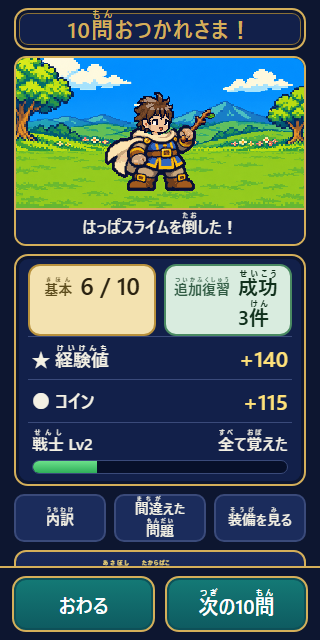 10問おつかれさま！
はっぱスライムを倒した！
基本 6 / 10
追加復習 成功
3件
★ 経験値 +140
● コイン +115
戦士 Lv2 全て覚えた
内訳
間違えた
問題
装備を見る
おわる
次の10問